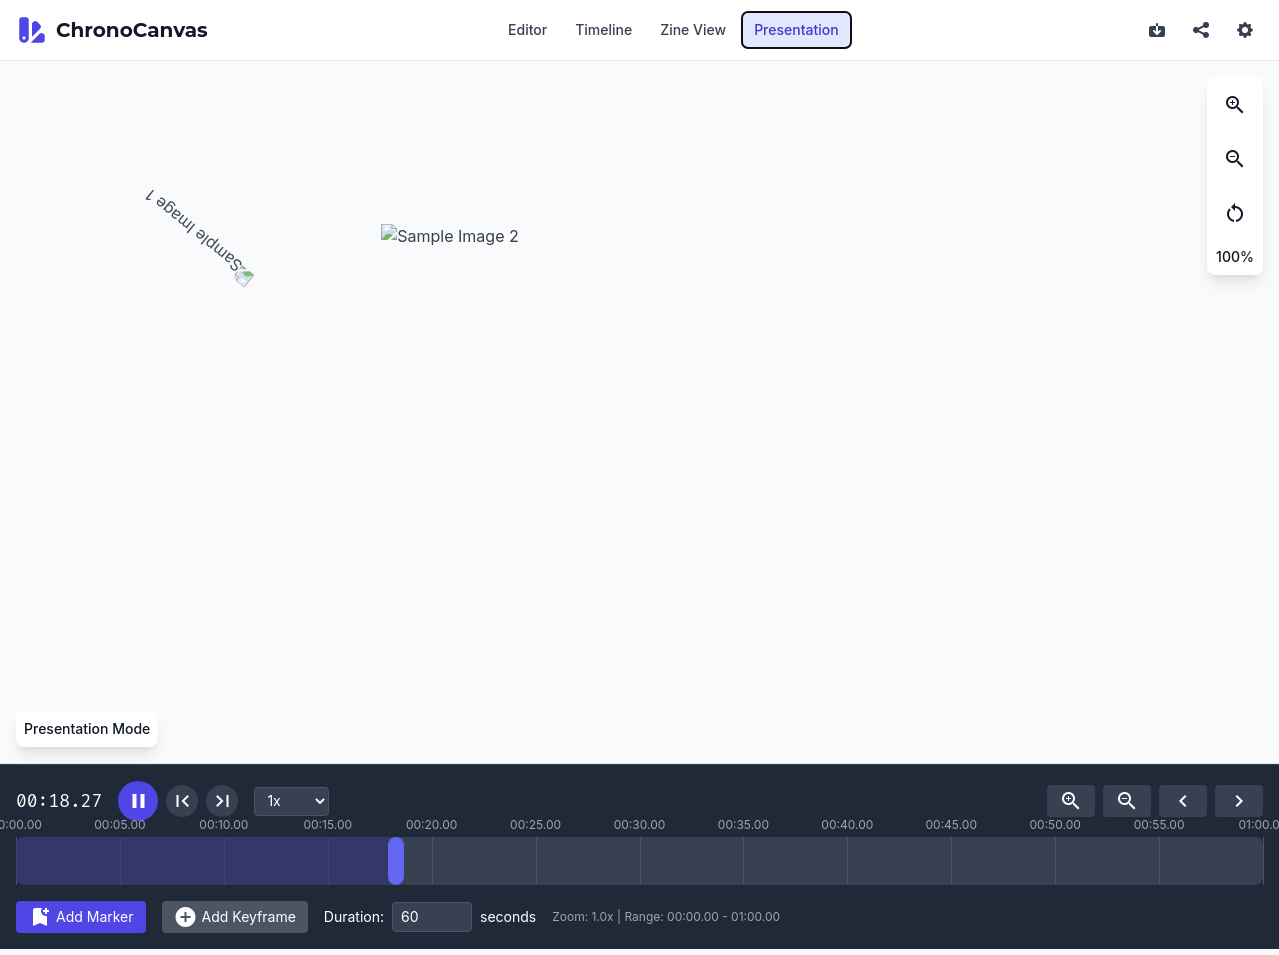 ChronoCanvas
Editor Timeline Zine View Presentation
Sample Image 1
Sample Image 2
100%
Presentation Mode
00:18.27
1x
0:00.00 00:05.00 00:10.00 00:15.00 00:20.00 00:25.00 00:30.00 00:35.00 00:40.00 00:45.00 00:50.00 00:55.00 01:00.0
Add Marker Add Keyframe Duration: 60 seconds Zoom: 1.0x | Range: 00:00.00 - 01:00.00